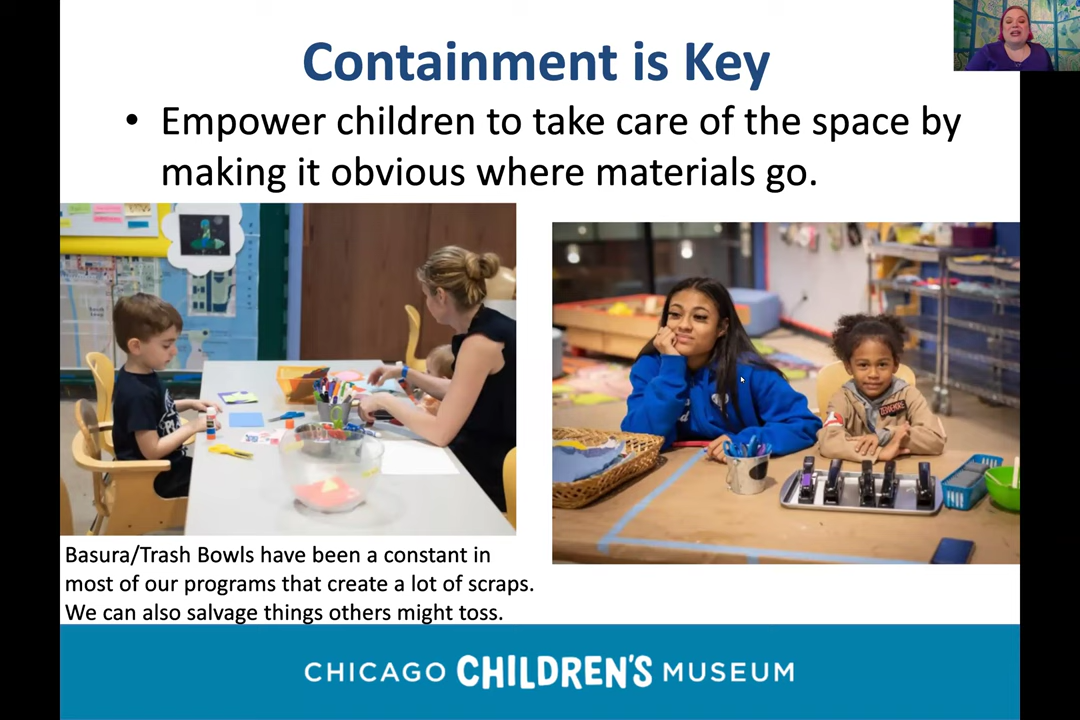 Containment is Key
• Empower children to take care of the space by
making it obvious where materials go.
Basura/Trash Bowls have been a constant in
most of our programs that create a lot of scraps.
We can also salvage things others might toss.
CHICAGO CHILDREN'S MUSEUM